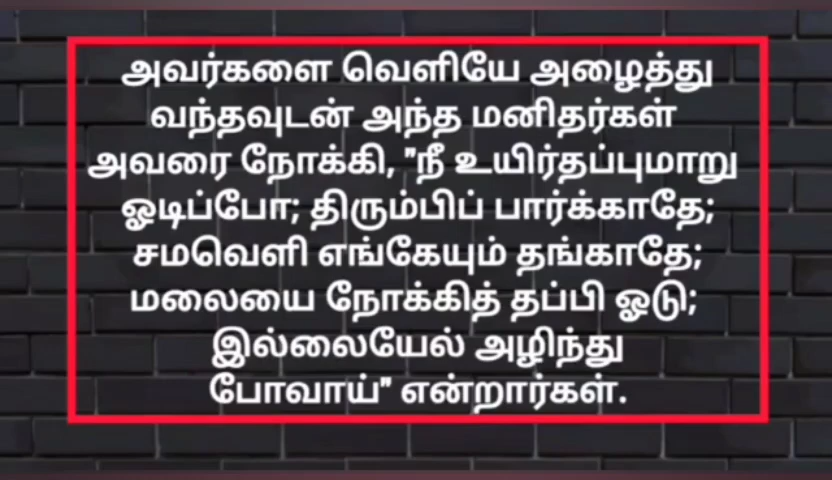 அவர்களை வெளியே அழைத்து
வந்தவுடன் அந்த மனிதர்கள்
அவரை நோக்கி, "நீ உயிர்தப்புமாறு
ஓடிப்போ; திரும்பிப் பார்க்காதே;
சமவெளி எங்கேயும் தங்காதே;
மலையை நோக்கித் தப்பி ஓடு;
இல்லையேல் அழிந்து
போவாய்" என்றார்கள்.